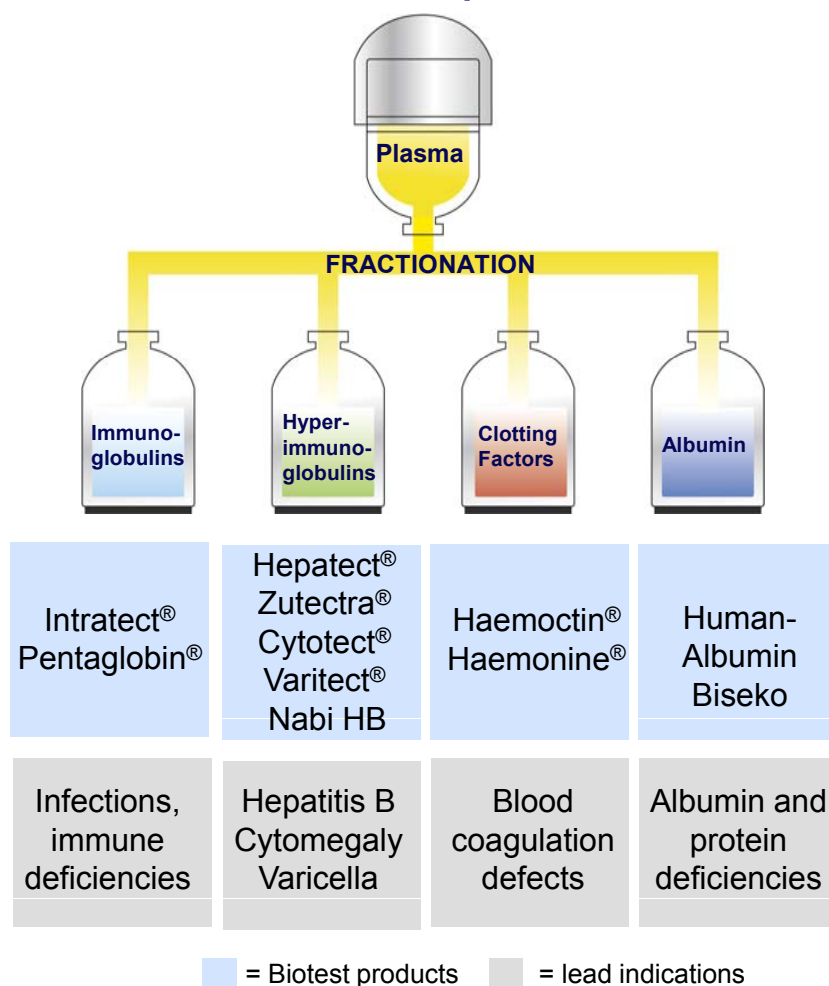 Plasma
FRACTIONATION
Immuno-
globulins
Hyper-
immuno-
globulins
Clotting
Factors
Albumin
Intratect®
Pentaglobin®
Hepatect®
Zutectra®
Cytotect®
Varitect®
Nabi HB
Haemoctin®
Haemonine®
Human-
Albumin
Biseko
Infections,
immune
deficiencies
Hepatitis B
Cytomegaly
Varicella
Blood
coagulation
defects
Albumin and
protein
deficiencies
= Biotest products
= lead indications